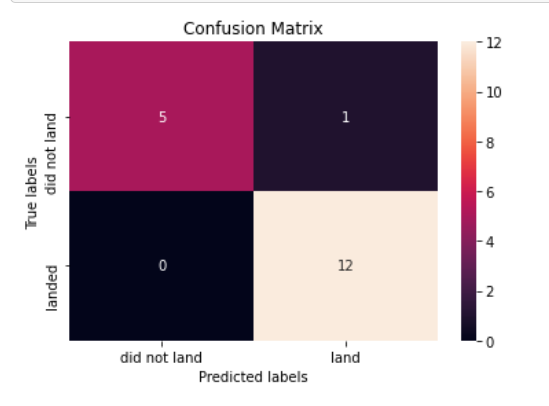 Confusion Matrix
True labels
did not land
landed
5
1
0
12
did not land
land
Predicted labels
12
10
8
6
4
2
0